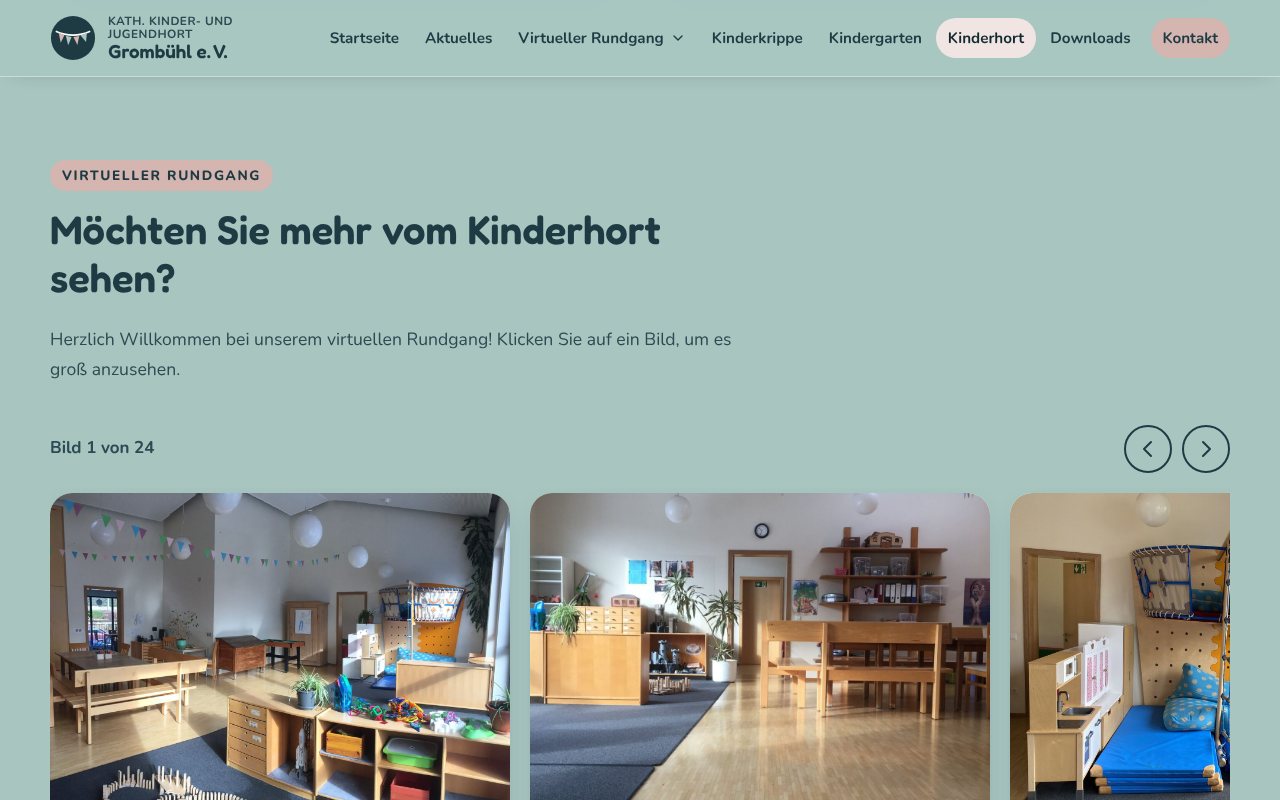 KATH. KINDER- UND
JUGENDHORT
Grombühl e. V.
Startseite
Aktuelles
Virtueller Rundgang
Kinderkrippe
Kindergarten
Kinderhort
Downloads
Kontakt
VIRTUELLER RUNDGANG
Möchten Sie mehr vom Kinderhort
sehen?
Herzlich Willkommen bei unserem virtuellen Rundgang! Klicken Sie auf ein Bild, um es
groß anzusehen.
Bild 1 von 24